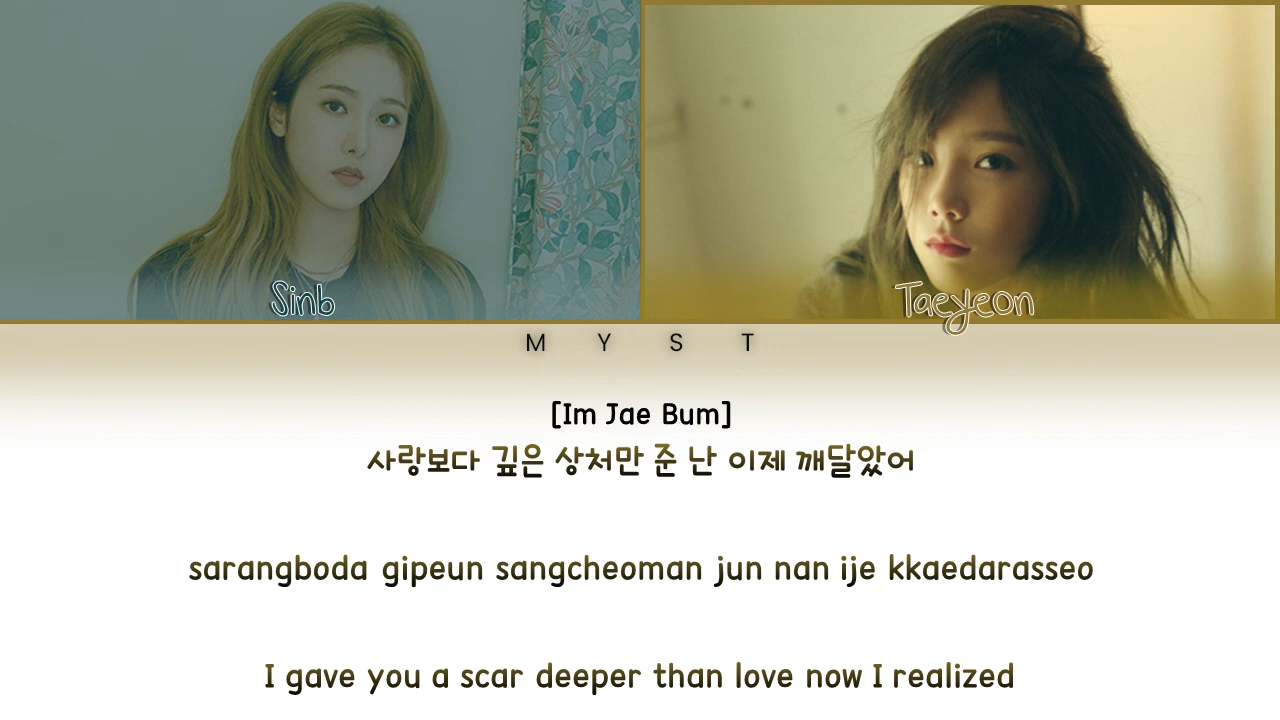 Sinb
Taeyeon
M Y S T
[Im Jae Bum]
사랑보다 깊은 상처만 준 난 이제 깨달았어
sarangboda gipeun sangcheoman jun nan ije kkaedarasseo
I gave you a scar deeper than love now I realized